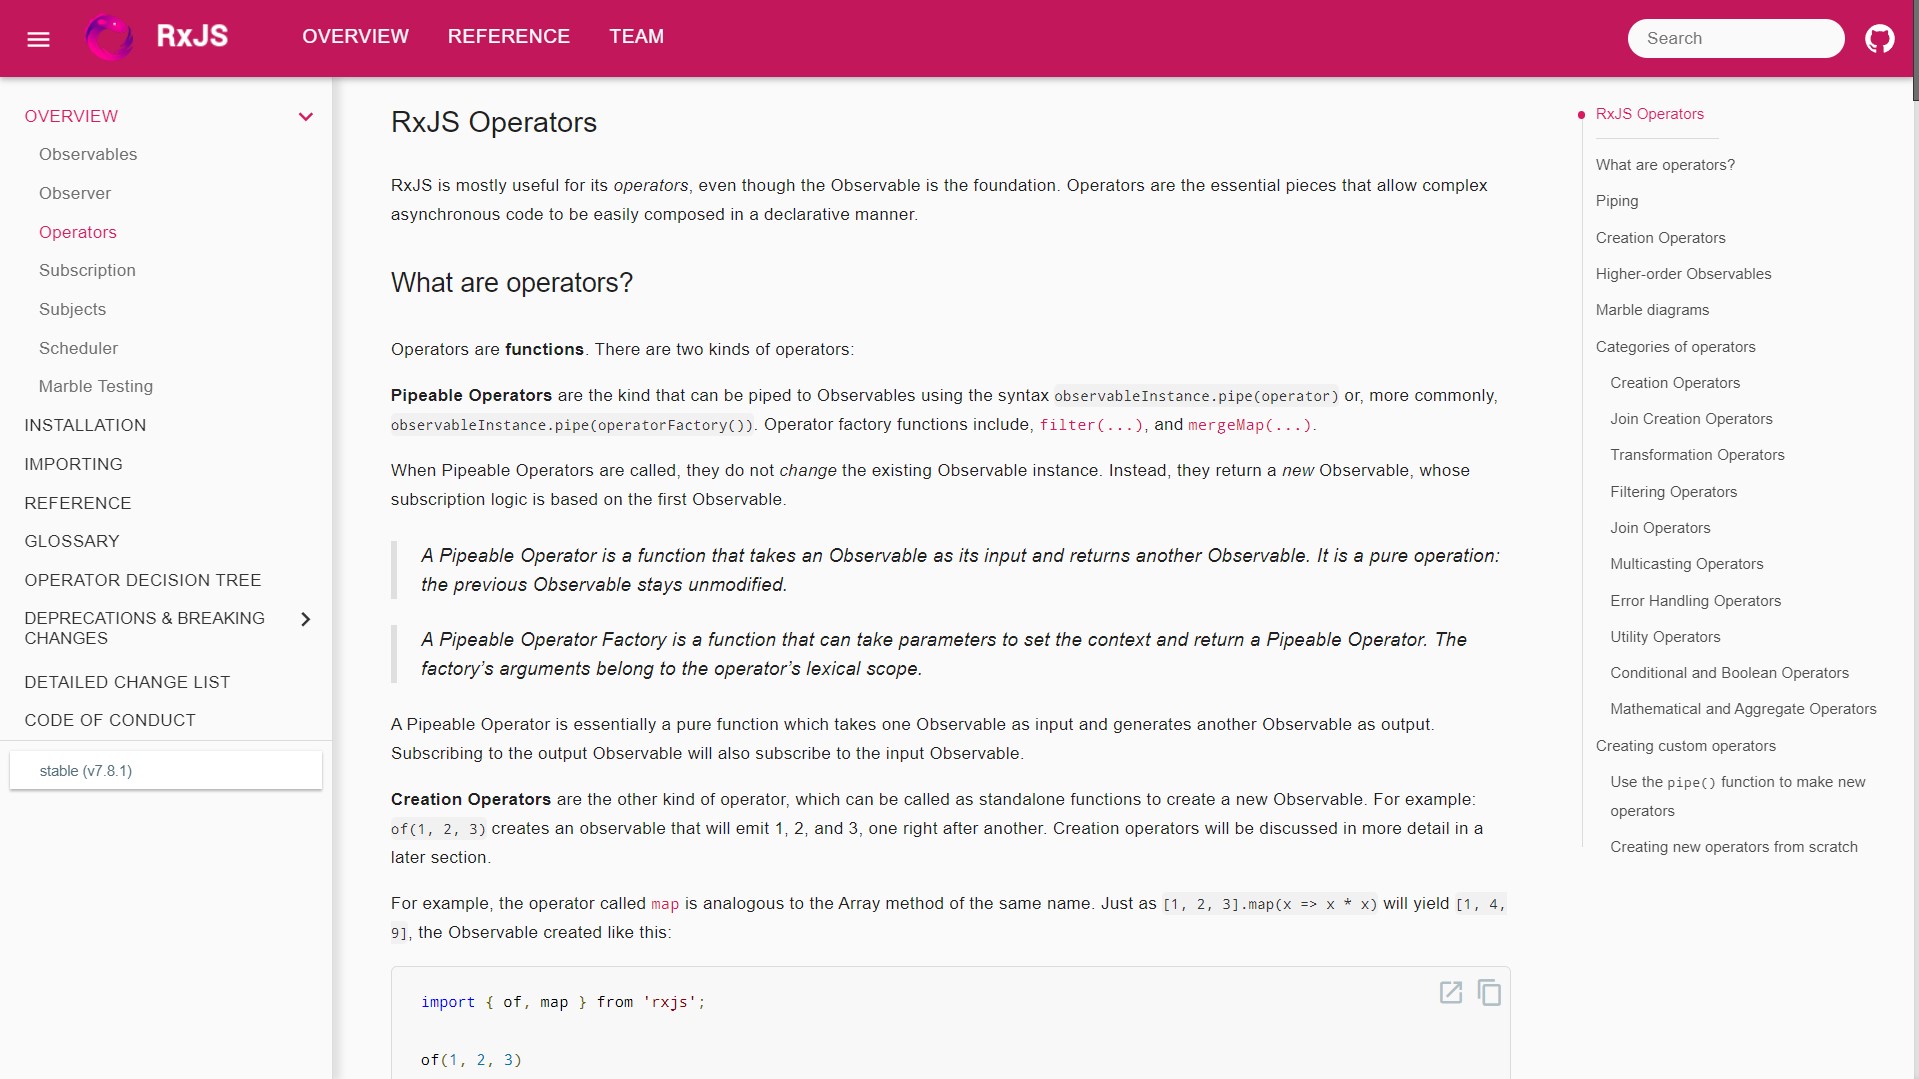 RxJS
OVERVIEW
REFERENCE
TEAM
Search
OVERVIEW
Observables
Observer
Operators
Subscription
Subjects
Scheduler
Marble Testing
INSTALLATION
IMPORTING
REFERENCE
GLOSSARY
OPERATOR DECISION TREE
DEPRECATIONS & BREAKING
CHANGES
DETAILED CHANGE LIST
CODE OF CONDUCT
stable (v7.8.1)
RxJS Operators
RxJS is mostly useful for its operators, even though the Observable is the foundation. Operators are the essential pieces that allow complex
asynchronous code to be easily composed in a declarative manner.
What are operators?
Operators are functions. There are two kinds of operators:
Pipeable Operators are the kind that can be piped to Observables using the syntax observableInstance.pipe(operator) or, more commonly,
observableInstance.pipe(operatorFactory()). Operator factory functions include, filter(...), and mergeMap(...).
When Pipeable Operators are called, they do not change the existing Observable instance. Instead, they return a new Observable, whose
subscription logic is based on the first Observable.
A Pipeable Operator is a function that takes an Observable as its input and returns another Observable. It is a pure operation:
the previous Observable stays unmodified.
A Pipeable Operator Factory is a function that can take parameters to set the context and return a Pipeable Operator. The
factory’s arguments belong to the operator’s lexical scope.
A Pipeable Operator is essentially a pure function which takes one Observable as input and generates another Observable as output.
Subscribing to the output Observable will also subscribe to the input Observable.
Creation Operators are the other kind of operator, which can be called as standalone functions to create a new Observable. For example:
of(1, 2, 3) creates an observable that will emit 1, 2, and 3, one right after another. Creation operators will be discussed in more detail in a
later section.
For example, the operator called map is analogous to the Array method of the same name. Just as [1, 2, 3].map(x => x * x) will yield [1, 4,
9], the Observable created like this:
import { of, map } from 'rxjs';
of(1, 2, 3)
RxJS Operators
What are operators?
Piping
Creation Operators
Higher-order Observables
Marble diagrams
Categories of operators
Creation Operators
Join Creation Operators
Transformation Operators
Filtering Operators
Join Operators
Multicasting Operators
Error Handling Operators
Utility Operators
Conditional and Boolean Operators
Mathematical and Aggregate Operators
Creating custom operators
Use the pipe() function to make new
operators
Creating new operators from scratch